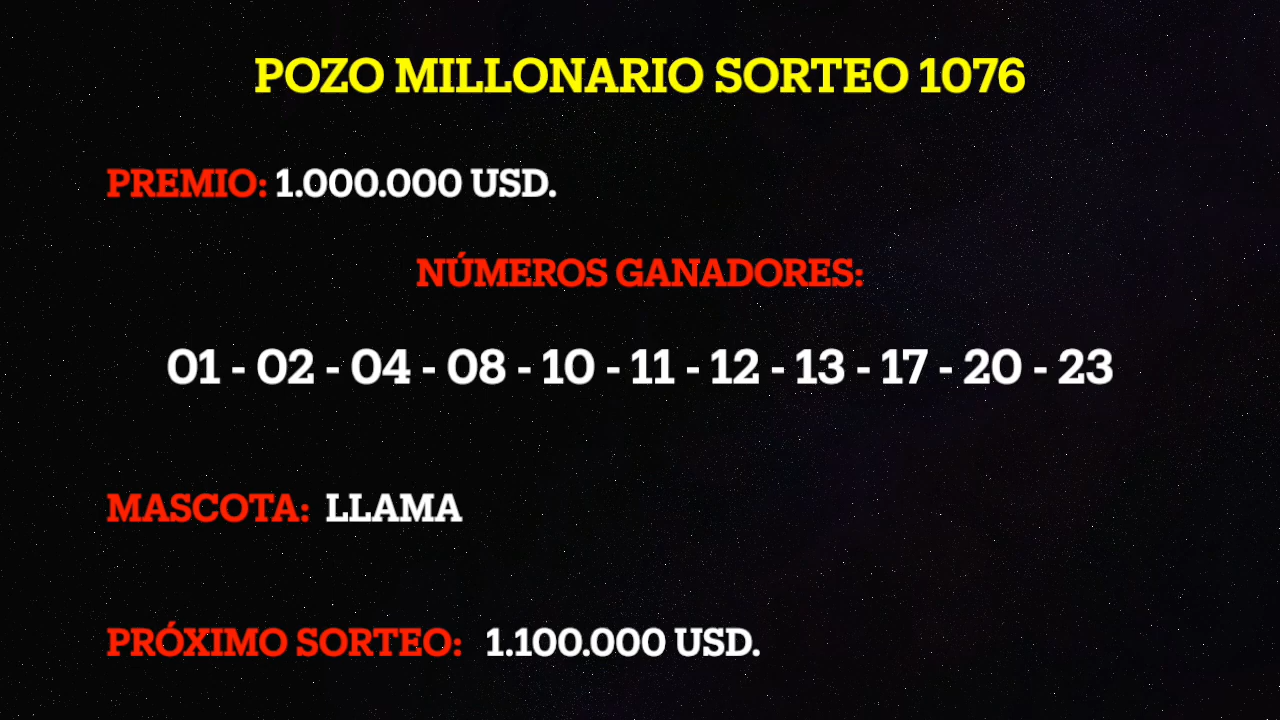 POZO MILLONARIO SORTEO 1076
PREMIO: 1.000.000 USD.
NÚMEROS GANADORES:
01 - 02 - 04 - 08 - 10 - 11 - 12 - 13 - 17 - 20 - 23
MASCOTA: LLAMA
PRÓXIMO SORTEO: 1.100.000 USD.